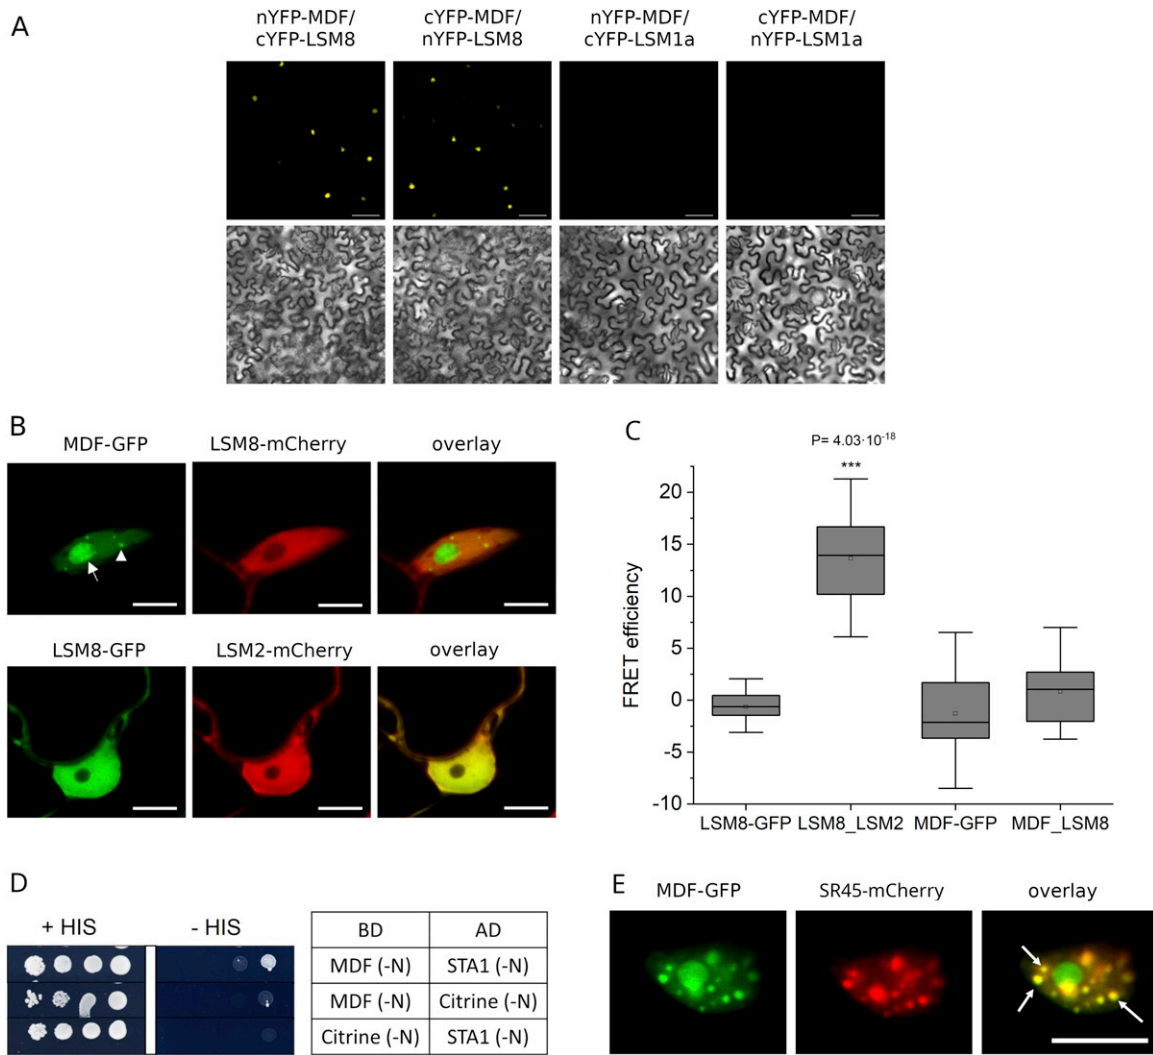 A
nYFP-MDF/ cYFP-MDF/ nYFP-MDF/ cYFP-MDF/
cYFP-LSM8 nYFP-LSM8 cYFP-LSM1a nYFP-LSM1a
B
MDF-GFP LSM8-mCherry overlay
LSM8-GFP LSM2-mCherry overlay
C
P= 4.03·10⁻¹⁸
***
FRET efficiency
20
15
10
5
0
-5
-10
LSM8-GFP LSM8_LSM2 MDF-GFP MDF_LSM8
D
+ HIS - HIS
BD AD
MDF (-N) STA1 (-N)
MDF (-N) Citrine (-N)
Citrine (-N) STA1 (-N)
E
MDF-GFP SR45-mCherry overlay